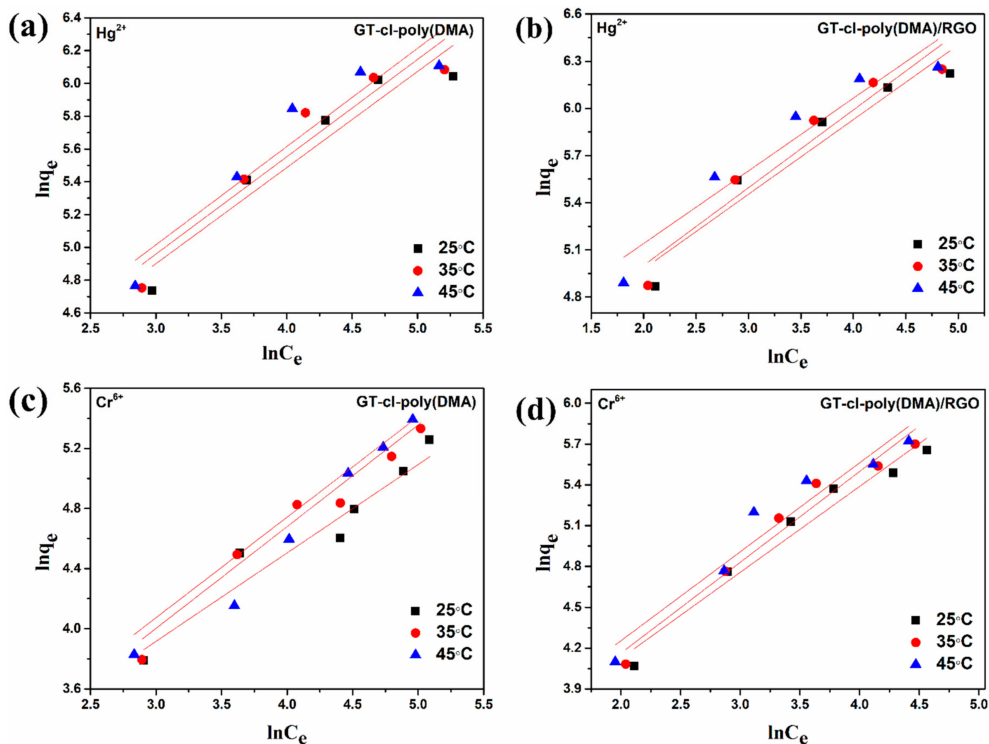 (a)
Hg²⁺
GT-cl-poly(DMA)
6.4
6.2
6.0
5.8
5.6
5.4
5.2
5.0
4.8
4.6
lnqₑ
25°C
35°C
45°C
2.5 3.0 3.5 4.0 4.5 5.0 5.5
lnCₑ
(b)
Hg²⁺
GT-cl-poly(DMA)/RGO
6.6
6.3
6.0
5.7
5.4
5.1
4.8
lnqₑ
25°C
35°C
45°C
1.5 2.0 2.5 3.0 3.5 4.0 4.5 5.0
lnCₑ
(c)
Cr⁶⁺
GT-cl-poly(DMA)
5.6
5.2
4.8
4.4
4.0
3.6
lnqₑ
25°C
35°C
45°C
2.5 3.0 3.5 4.0 4.5 5.0 5.5
lnCₑ
(d)
Cr⁶⁺
GT-cl-poly(DMA)/RGO
6.0
5.7
5.4
5.1
4.8
4.5
4.2
3.9
lnqₑ
25°C
35°C
45°C
2.0 2.5 3.0 3.5 4.0 4.5 5.0
lnCₑ